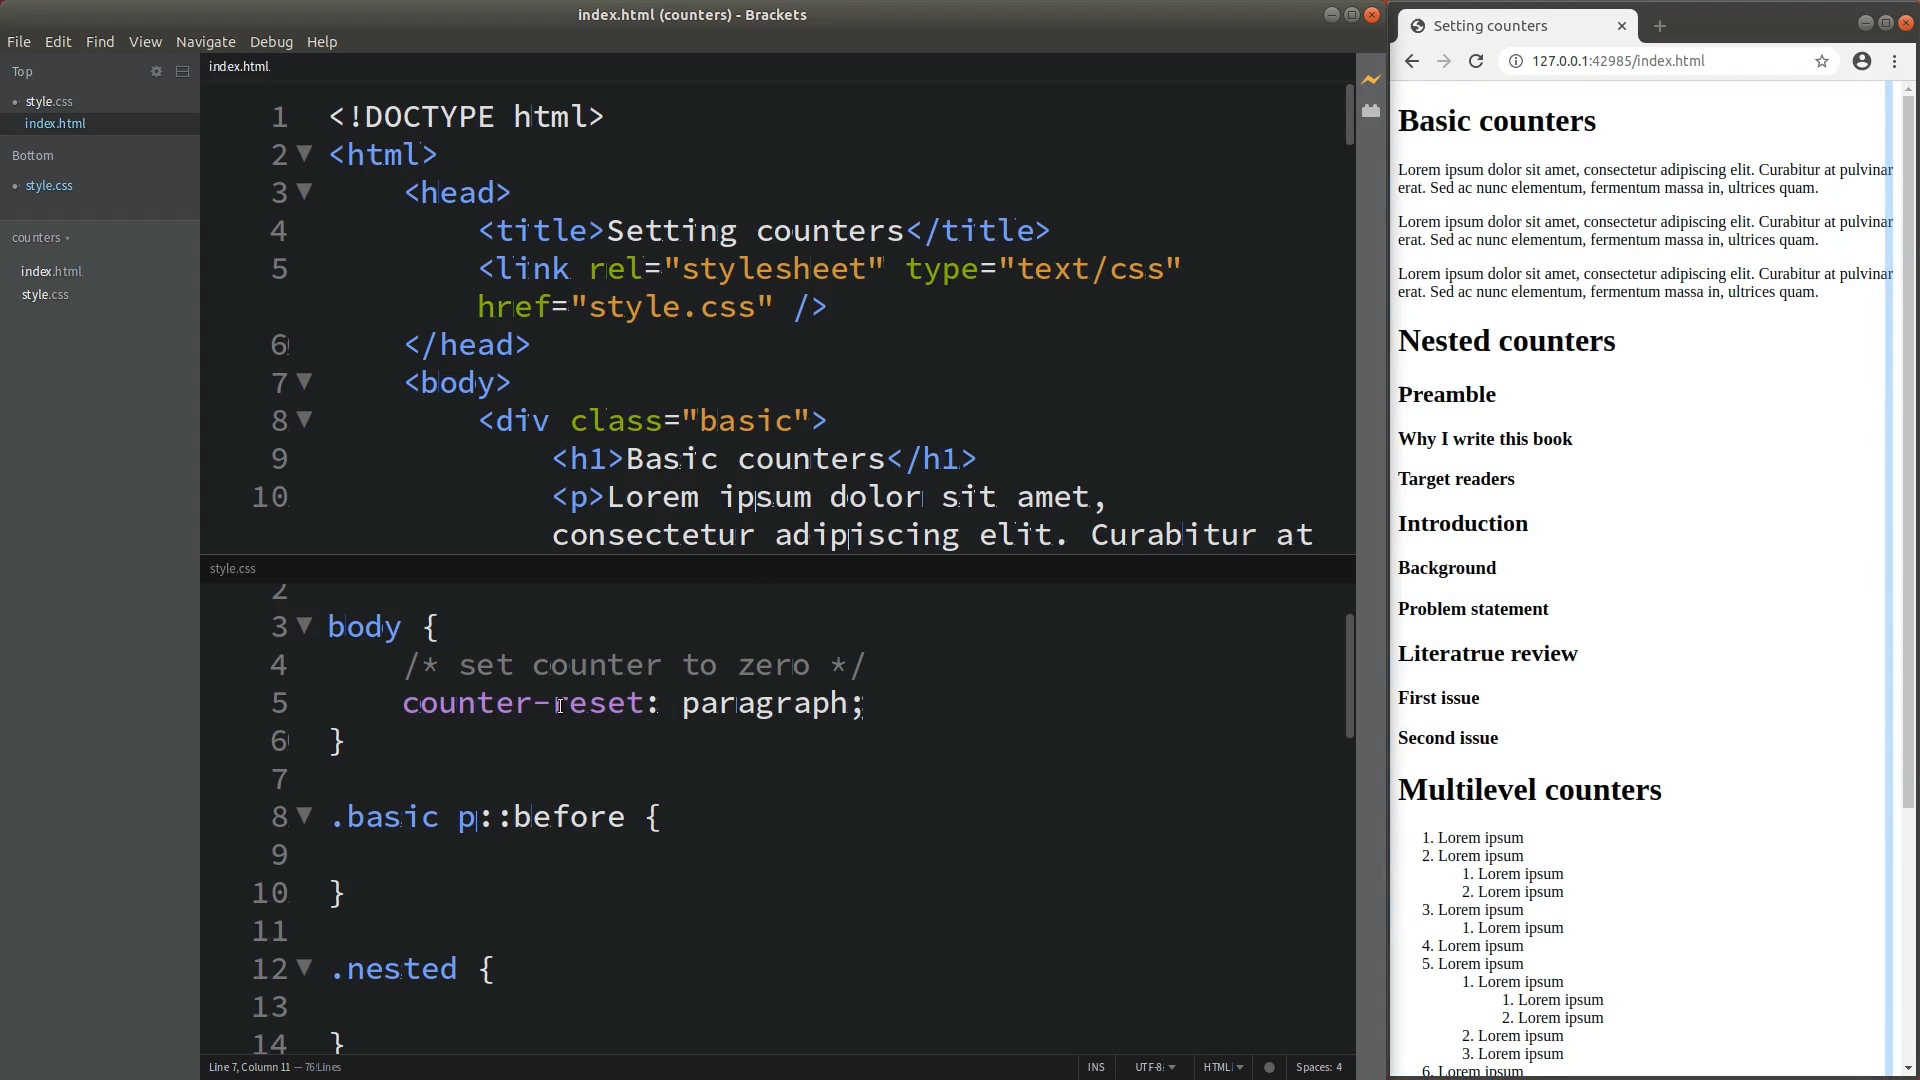 index.html (counters) - Brackets
File Edit Find View Navigate Debug Help
Top
• style.css
index.html
Bottom
• style.css
counters
index.html
style.css
index.html
1 <!DOCTYPE html>
2 <html>
3 <head>
4 <title>Setting counters</title>
5 <link rel="stylesheet" type="text/css"
href="style.css" />
6 </head>
7 <body>
8 <div class="basic">
9 <h1>Basic counters</h1>
10 <p>Lorem ipsum dolor sit amet,
consectetur adipiscing elit. Curabitur at
style.css
2
3 body {
4 /* set counter to zero */
5 counter-reset: paragraph;
6 }
7
8 .basic p::before {
9
10 }
11
12 .nested {
13
14 }
Line 7, Column 11 — 76 Lines
INS UTF-8 HTML Spaces: 4
Setting counters
127.0.0.1:42985/index.html
Basic counters
Lorem ipsum dolor sit amet, consectetur adipiscing elit. Curabitur at pulvinar
erat. Sed ac nunc elementum, fermentum massa in, ultrices quam.
Lorem ipsum dolor sit amet, consectetur adipiscing elit. Curabitur at pulvinar
erat. Sed ac nunc elementum, fermentum massa in, ultrices quam.
Lorem ipsum dolor sit amet, consectetur adipiscing elit. Curabitur at pulvinar
erat. Sed ac nunc elementum, fermentum massa in, ultrices quam.
Nested counters
Preamble
Why I write this book
Target readers
Introduction
Background
Problem statement
Literatrue review
First issue
Second issue
Multilevel counters
1. Lorem ipsum
2. Lorem ipsum
1. Lorem ipsum
2. Lorem ipsum
3. Lorem ipsum
1. Lorem ipsum
4. Lorem ipsum
5. Lorem ipsum
1. Lorem ipsum
1. Lorem ipsum
2. Lorem ipsum
2. Lorem ipsum
3. Lorem ipsum
6. Lorem ipsum